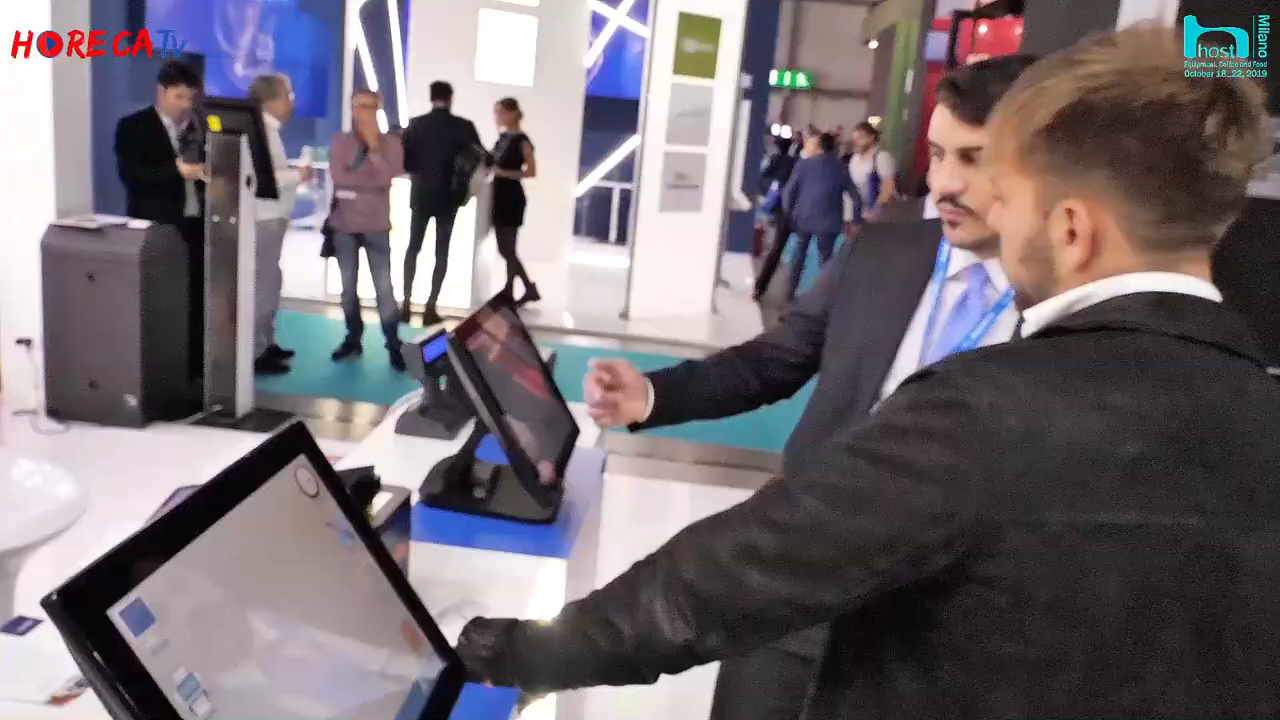 HORECA Tv
host
Milano
Equipment, Coffee and Food
October 18_22, 2019